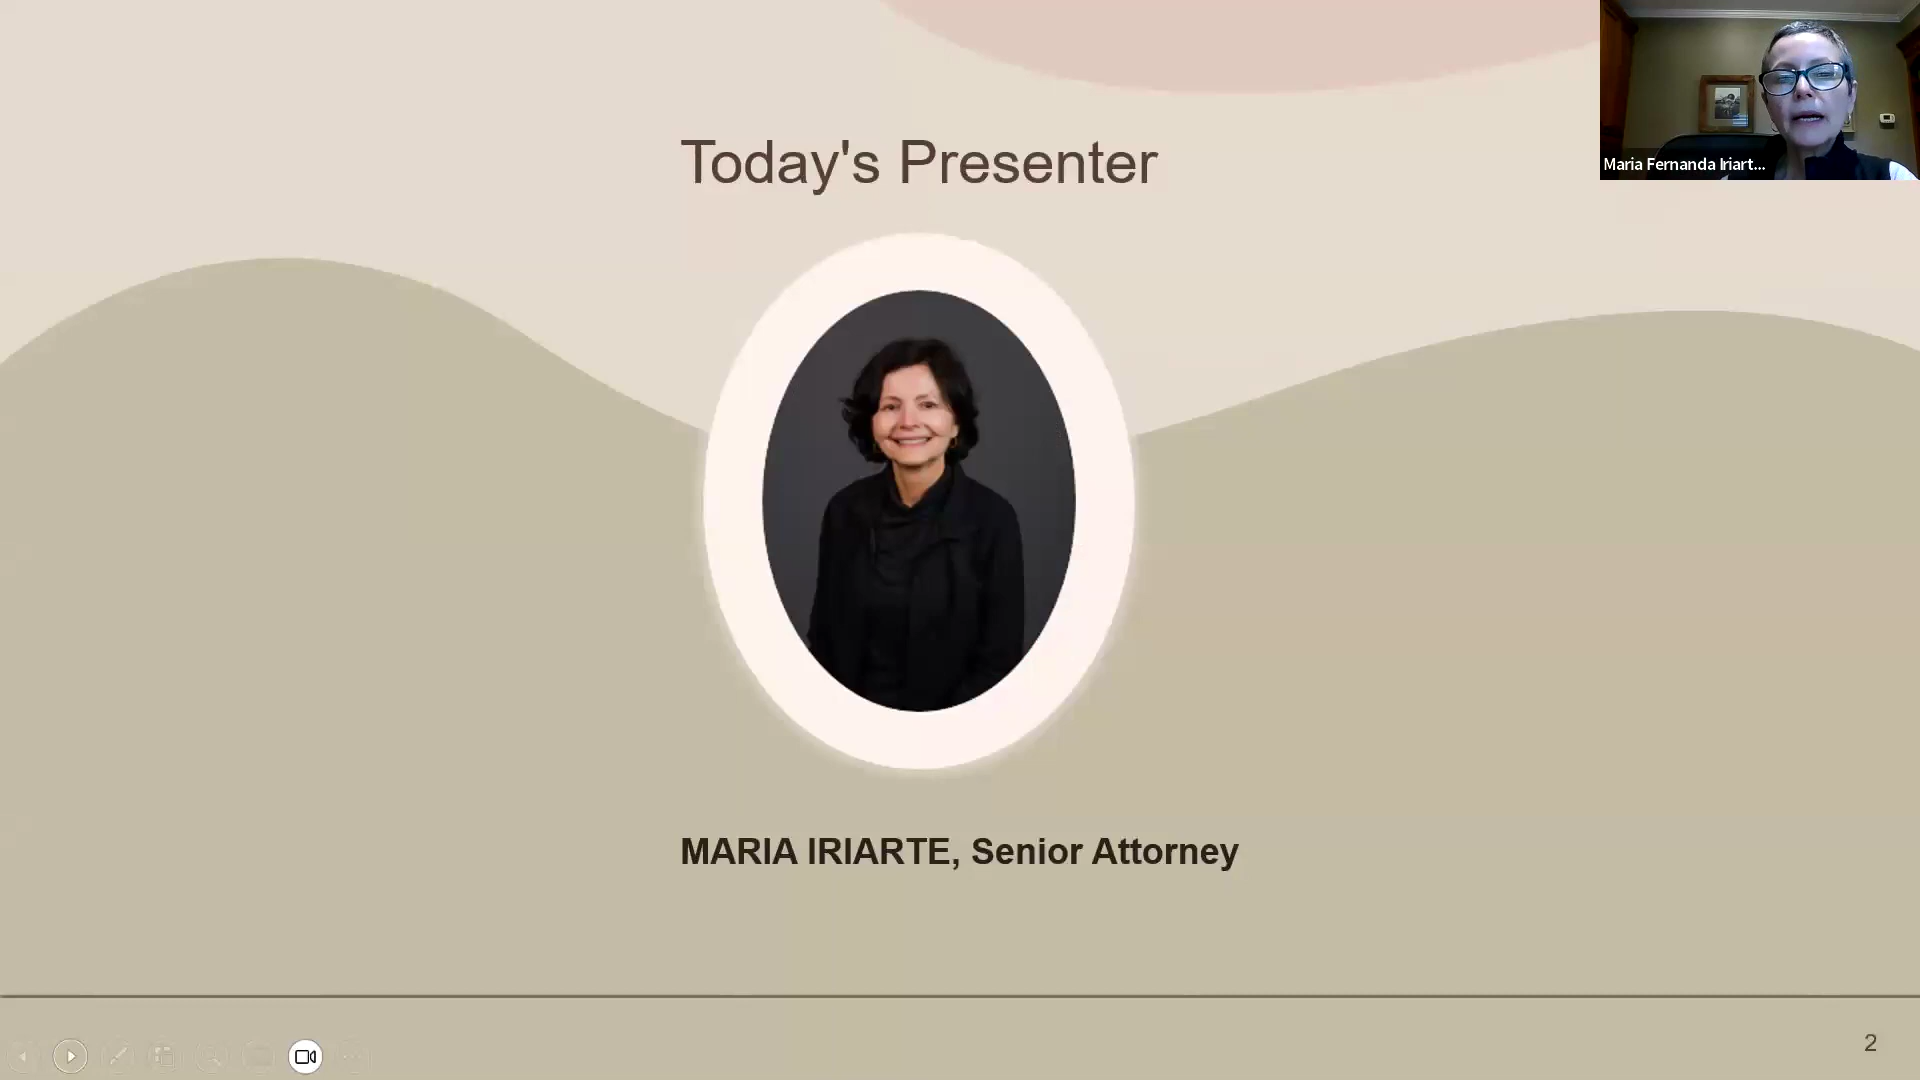 Today's Presenter
Maria Fernanda Iriart...
MARIA IRIARTE, Senior Attorney
2